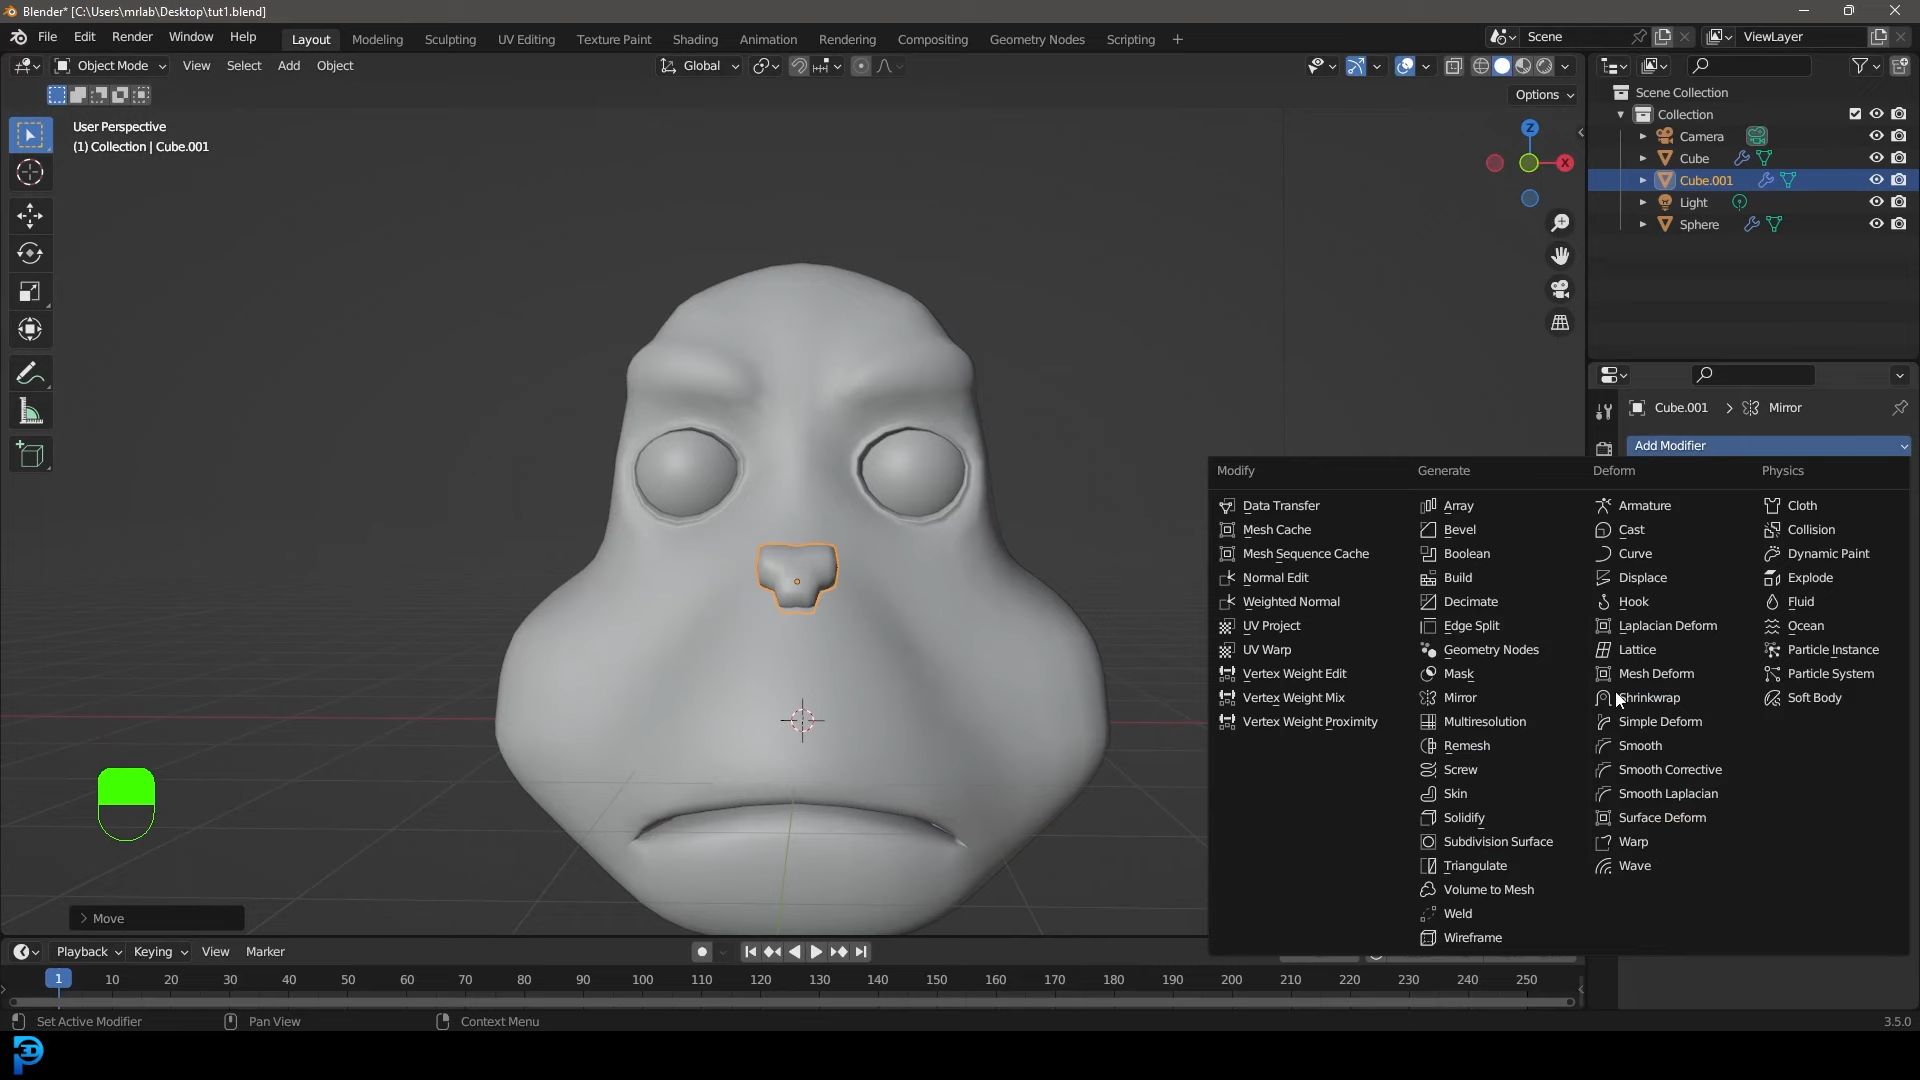 Blender* [C:\Users\mrlab\Desktop\tut1.blend]
File Edit Render Window Help Layout Modeling Sculpting UV Editing Texture Paint Shading Animation Rendering Compositing Geometry Nodes Scripting + Scene ViewLayer
Object Mode View Select Add Object Global
Options
User Perspective
(1) Collection | Cube.001
Z
X
Scene Collection
Collection
Camera
Cube
Cube.001
Light
Sphere
Cube.001 > Mirror
Add Modifier
Modify Generate Deform Physics
Data Transfer Array Armature Cloth
Mesh Cache Bevel Cast Collision
Mesh Sequence Cache Boolean Curve Dynamic Paint
Normal Edit Build Displace Explode
Weighted Normal Decimate Hook Fluid
UV Project Edge Split Laplacian Deform Ocean
UV Warp Geometry Nodes Lattice Particle Instance
Vertex Weight Edit Mask Mesh Deform Particle System
Vertex Weight Mix Mirror Shrinkwrap Soft Body
Vertex Weight Proximity Multiresolution Simple Deform
Remesh Smooth
Screw Smooth Corrective
Skin Smooth Laplacian
Solidify Surface Deform
Subdivision Surface Warp
Triangulate Wave
Volume to Mesh
Weld
Wireframe
> Move
Playback Keying View Marker
1 10 20 30 40 50 60 70 80 90 100 110 120 130 140 150 160 170 180 190 200 210 220 230 240 250
Set Active Modifier Pan View Context Menu 3.5.0